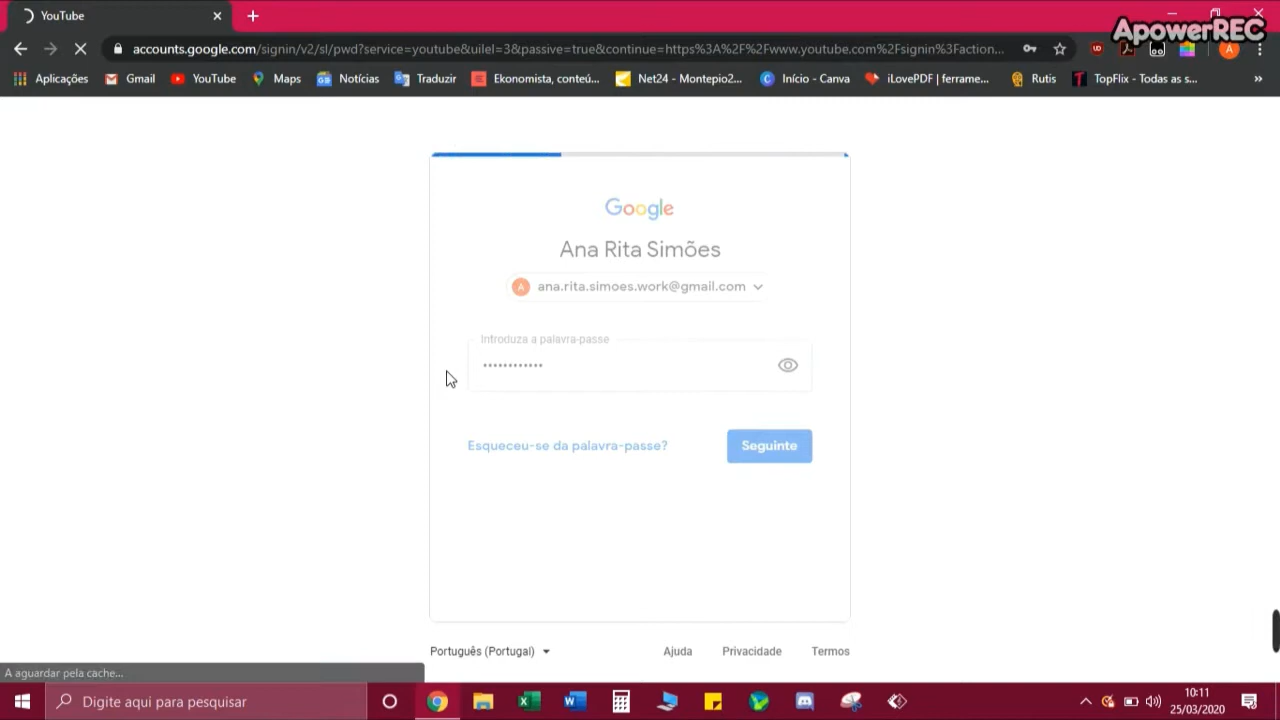 YouTube
ApowerREC
accounts.google.com/signin/v2/sl/pwd?service=youtube&uilel=3&passive=true&continue=https%3A%2F%2Fwww.youtube.com%2Fsignin%3Faction...
Aplicações Gmail YouTube Maps Notícias Traduzir Ekonomista, conteú... Net24 - Montepio2... Início - Canva iLovePDF | ferrame... Rutis TopFlix - Todas as s... »
Google
Ana Rita Simões
A ana.rita.simoes.work@gmail.com
Introduza a palavra-passe
••••••••••••
Esqueceu-se da palavra-passe? Seguinte
Português (Portugal) Ajuda Privacidade Termos
A aguardar pela cache...
Digite aqui para pesquisar
10:11
25/03/2020